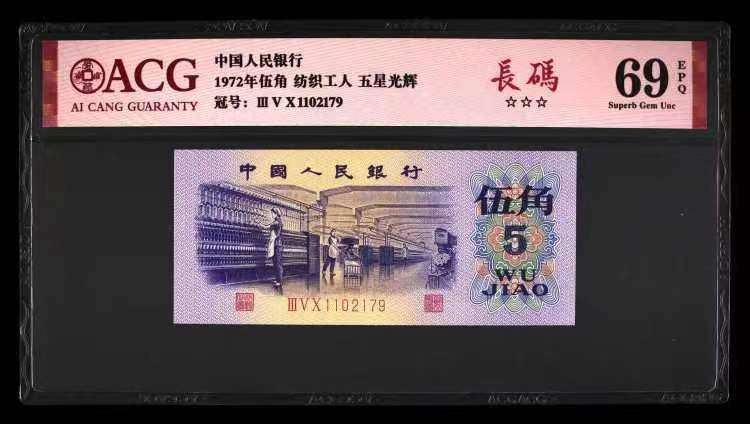 ACG
AI CANG GUARANTY
中国人民银行
1972年伍角 纺织工人 五星光辉
冠号：ⅢⅤⅩ1102179
長碼
☆☆☆
69
EPQ
Superb Gem Unc
中國人民銀行
伍角
5
WU
JIAO
ⅢⅤⅩ1102179